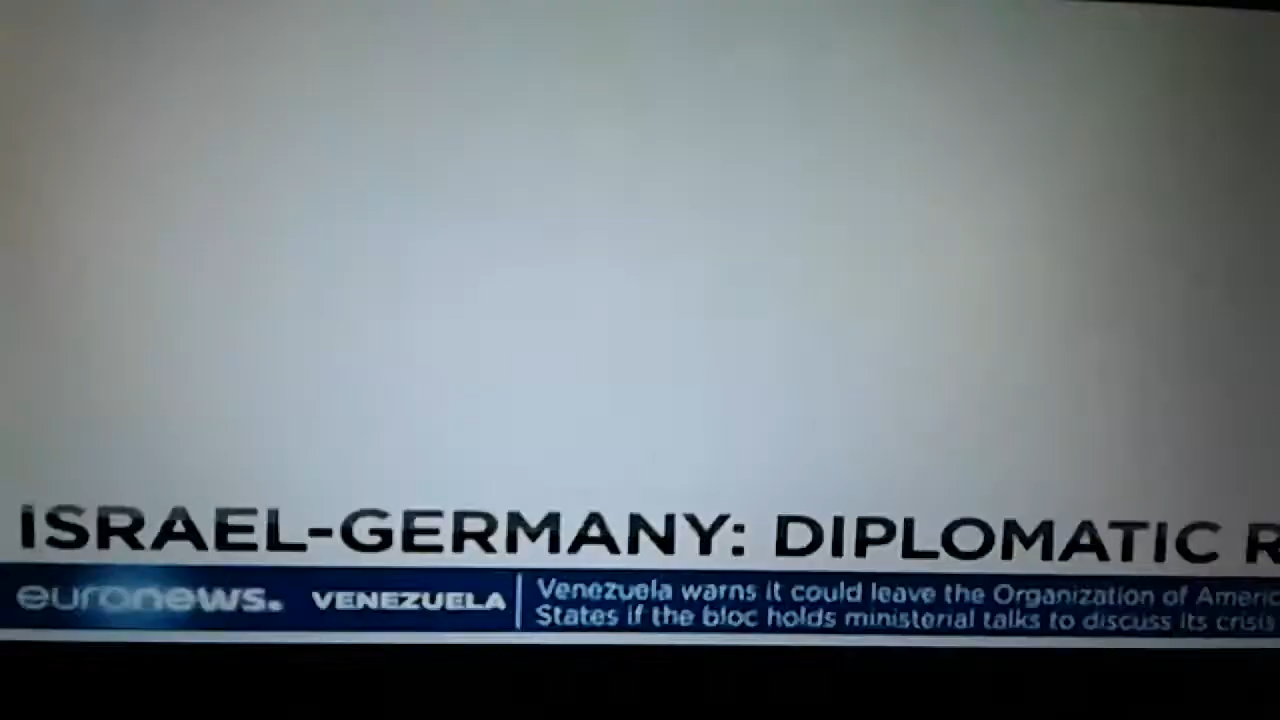 ISRAEL-GERMANY: DIPLOMATIC R
euronews. VENEZUELA
Venezuela warns it could leave the Organization of Americ
States if the bloc holds ministerial talks to discuss its crisis